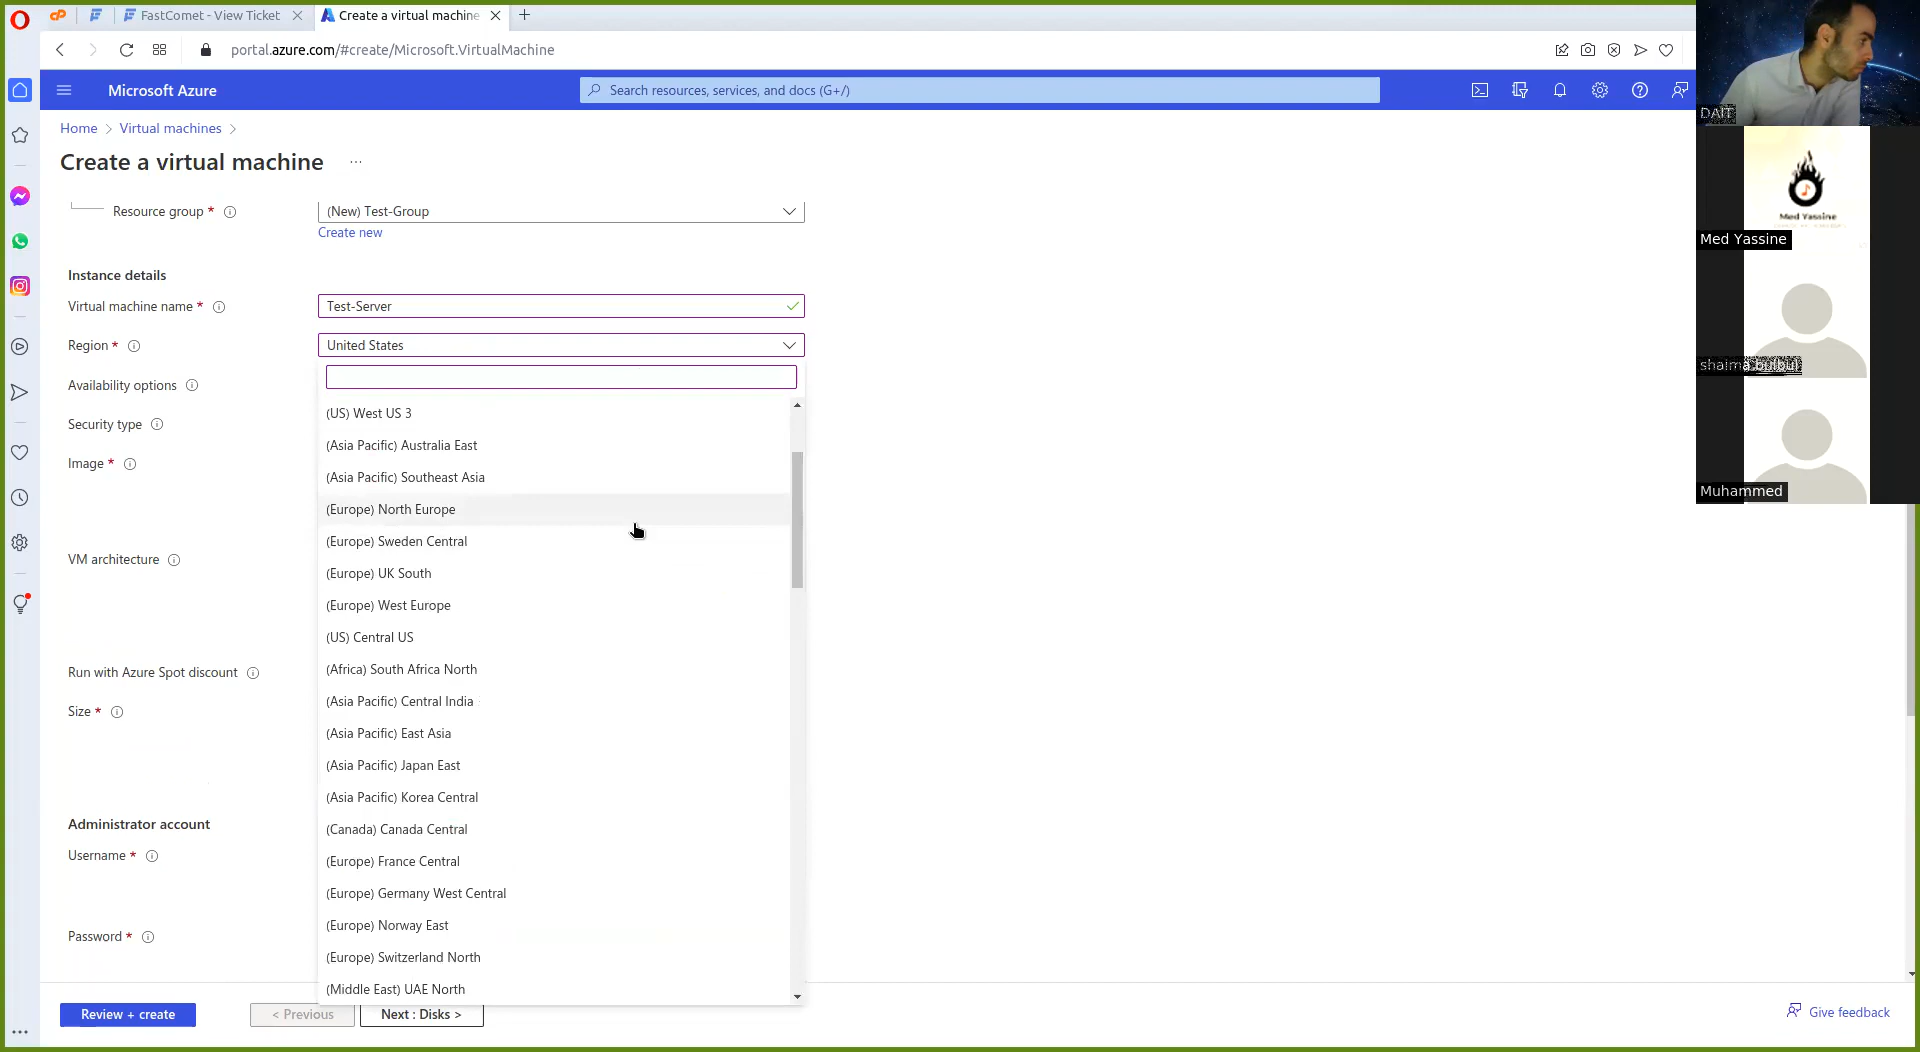 FastComet - View Ticket
Create a virtual machine
portal.azure.com/#create/Microsoft.VirtualMachine
Microsoft Azure
Search resources, services, and docs (G+/)
Home > Virtual machines >
Create a virtual machine ...
Resource group *
(New) Test-Group
Create new
Instance details
Virtual machine name *
Test-Server
Region *
United States
Availability options
Security type
Image *
VM architecture
Run with Azure Spot discount
Size *
Administrator account
Username *
Password *
(US) West US 3
(Asia Pacific) Australia East
(Asia Pacific) Southeast Asia
(Europe) North Europe
(Europe) Sweden Central
(Europe) UK South
(Europe) West Europe
(US) Central US
(Africa) South Africa North
(Asia Pacific) Central India
(Asia Pacific) East Asia
(Asia Pacific) Japan East
(Asia Pacific) Korea Central
(Canada) Canada Central
(Europe) France Central
(Europe) Germany West Central
(Europe) Norway East
(Europe) Switzerland North
(Middle East) UAE North
Review + create
< Previous
Next : Disks >
Give feedback
DAIT
Med Yassine
Med Yassine
shaima bulbul
Muhammed